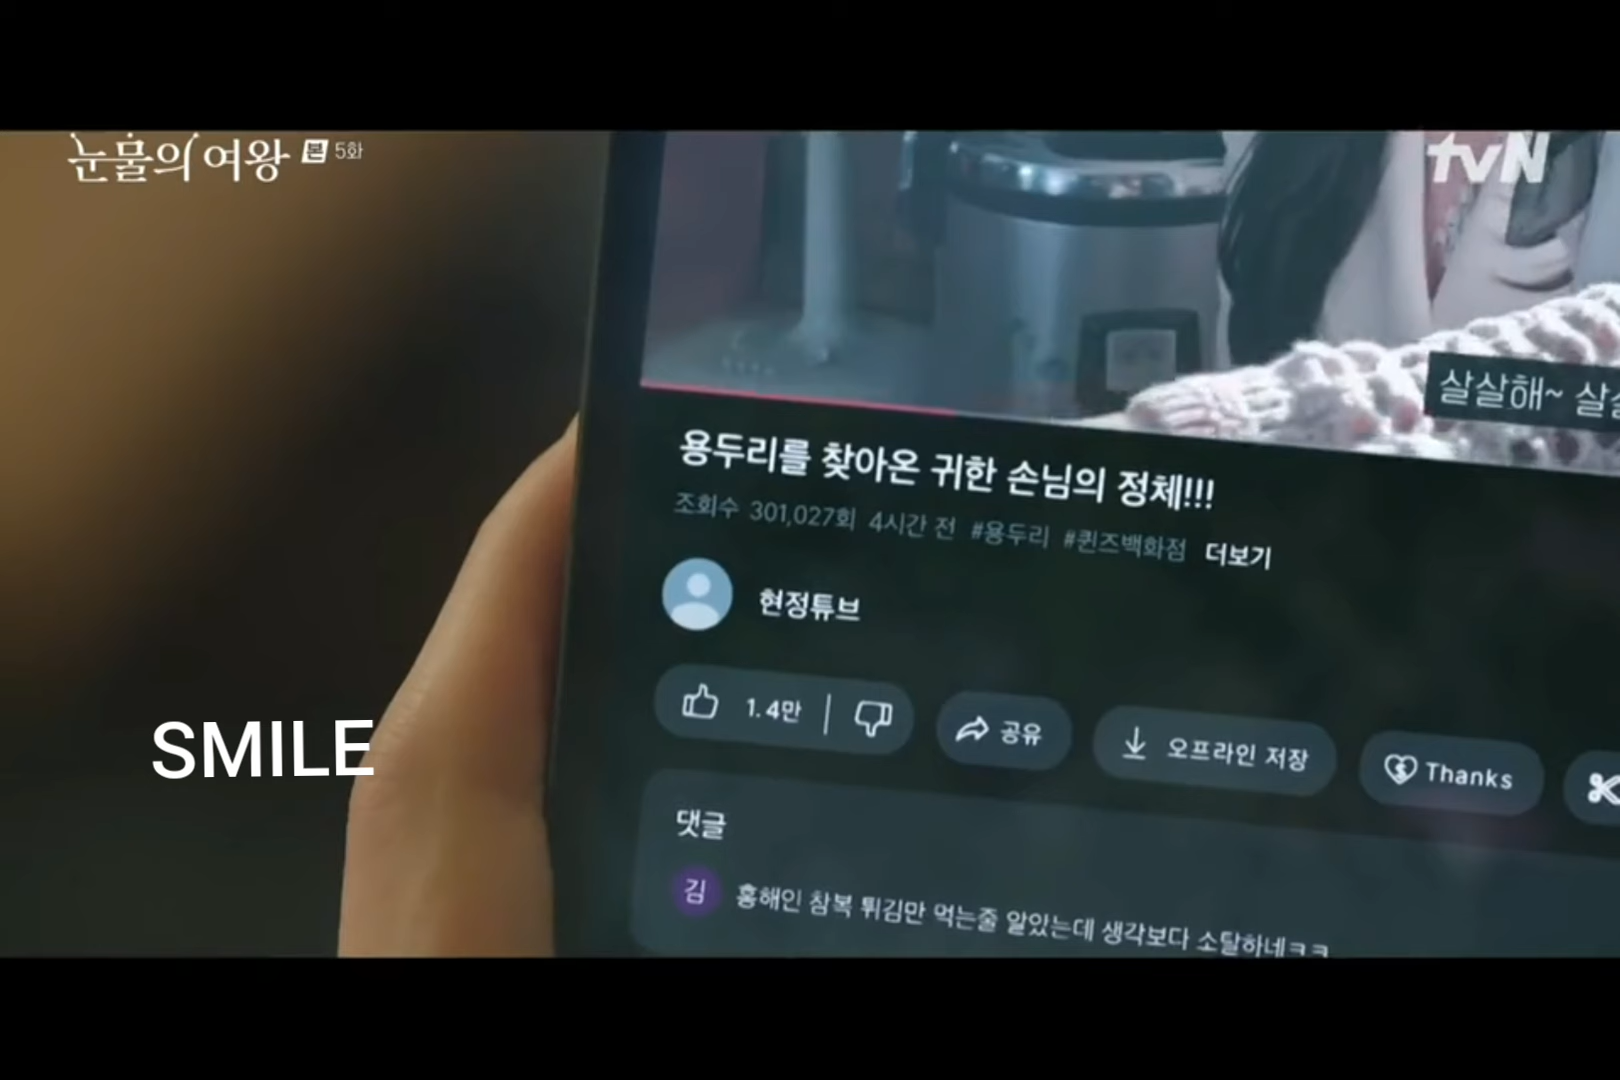 눈물의 여왕 본 5화
tvN
살살해~ 살
용두리를 찾아온 귀한 손님의 정체!!!
조회수 301,027회 4시간 전 #용두리 #퀸즈백화점 더보기
현정튜브
1.4만
공유
오프라인 저장
Thanks
SMILE
댓글
김 홍해인 참복 튀김만 먹는줄 알았는데 생각보다 소탈하네ㅋㅋ